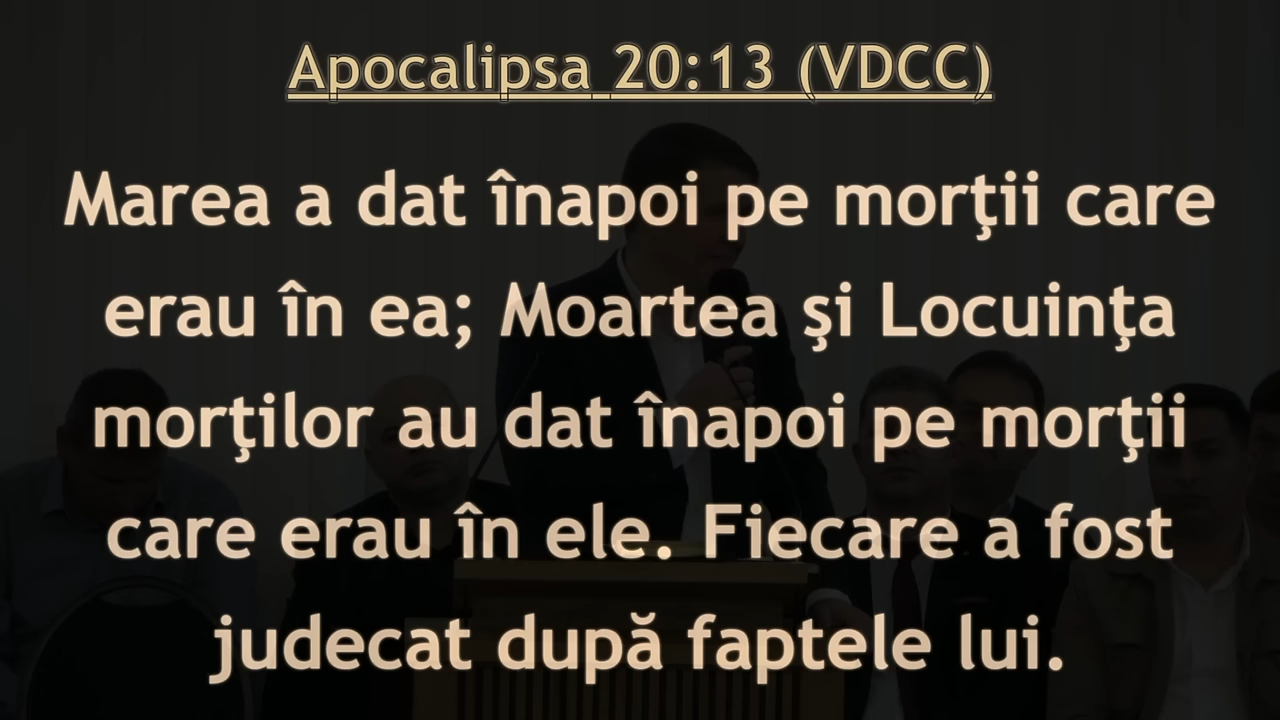 Apocalipsa 20:13 (VDCC)
Marea a dat înapoi pe morţii care
erau în ea; Moartea şi Locuinţa
morţilor au dat înapoi pe morţii
care erau în ele. Fiecare a fost
judecat după faptele lui.